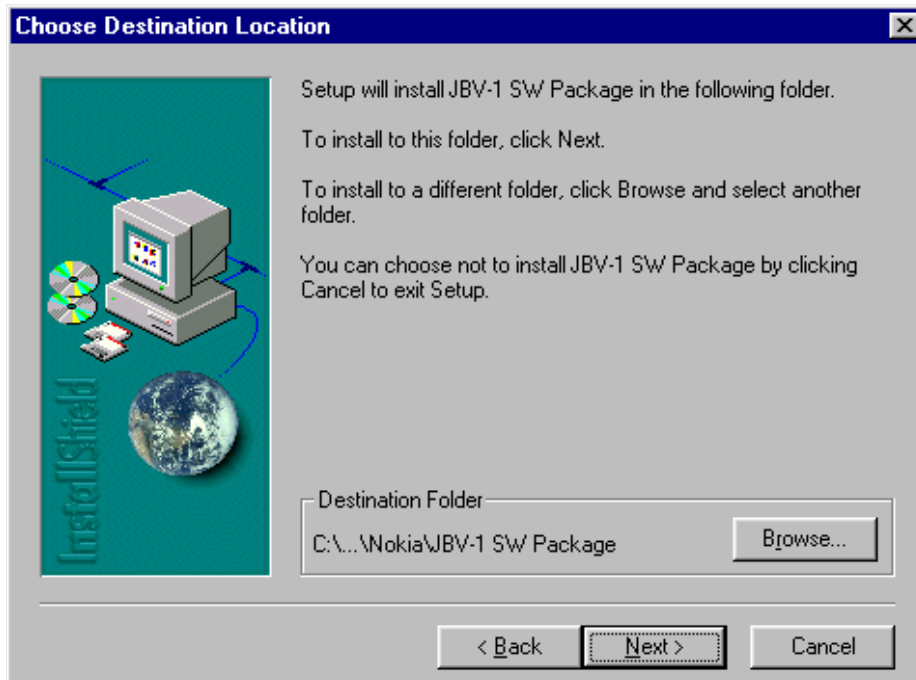 Choose Destination Location
Setup will install JBV-1 SW Package in the following folder.
To install to this folder, click Next.
To install to a different folder, click Browse and select another
folder.
You can choose not to install JBV-1 SW Package by clicking
Cancel to exit Setup.
InstallShield
Destination Folder
C:\...\Nokia\JBV-1 SW Package
Browse...
< Back
Next >
Cancel